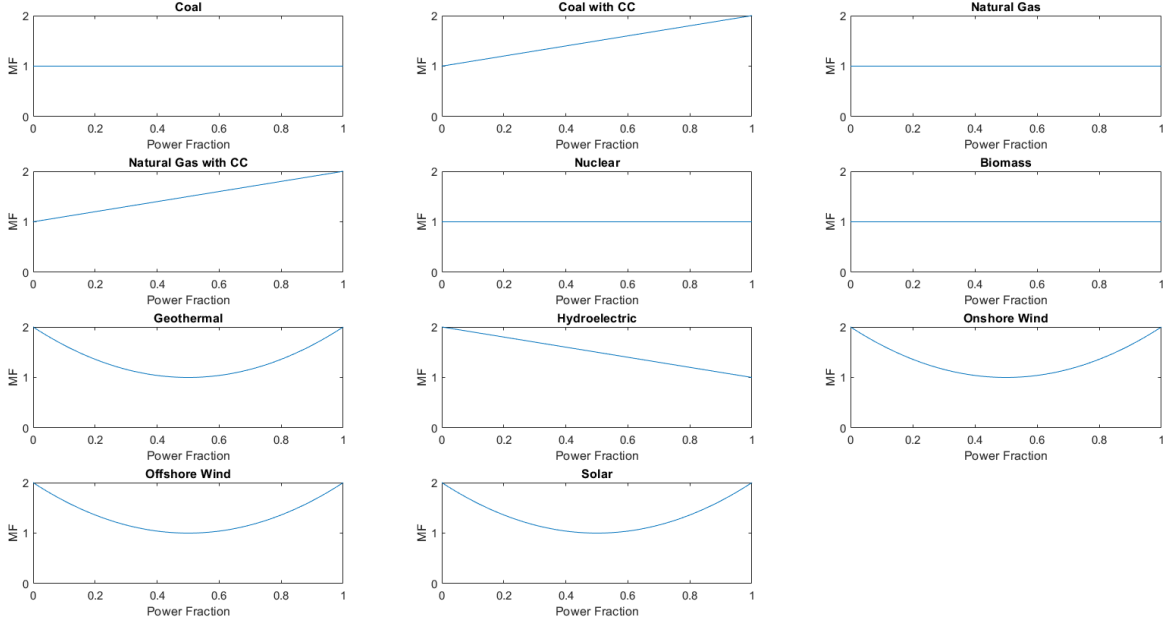 Coal
MF
2
1
0
0 0.2 0.4 0.6 0.8 1
Power Fraction
Coal with CC
MF
2
1
0
0 0.2 0.4 0.6 0.8 1
Power Fraction
Natural Gas
MF
2
1
0
0 0.2 0.4 0.6 0.8 1
Power Fraction
Natural Gas with CC
MF
2
1
0
0 0.2 0.4 0.6 0.8 1
Power Fraction
Nuclear
MF
2
1
0
0 0.2 0.4 0.6 0.8 1
Power Fraction
Biomass
MF
2
1
0
0 0.2 0.4 0.6 0.8 1
Power Fraction
Geothermal
MF
2
1
0
0 0.2 0.4 0.6 0.8 1
Power Fraction
Hydroelectric
MF
2
1
0
0 0.2 0.4 0.6 0.8 1
Power Fraction
Onshore Wind
MF
2
1
0
0 0.2 0.4 0.6 0.8 1
Power Fraction
Offshore Wind
MF
2
1
0
0 0.2 0.4 0.6 0.8 1
Power Fraction
Solar
MF
2
1
0
0 0.2 0.4 0.6 0.8 1
Power Fraction